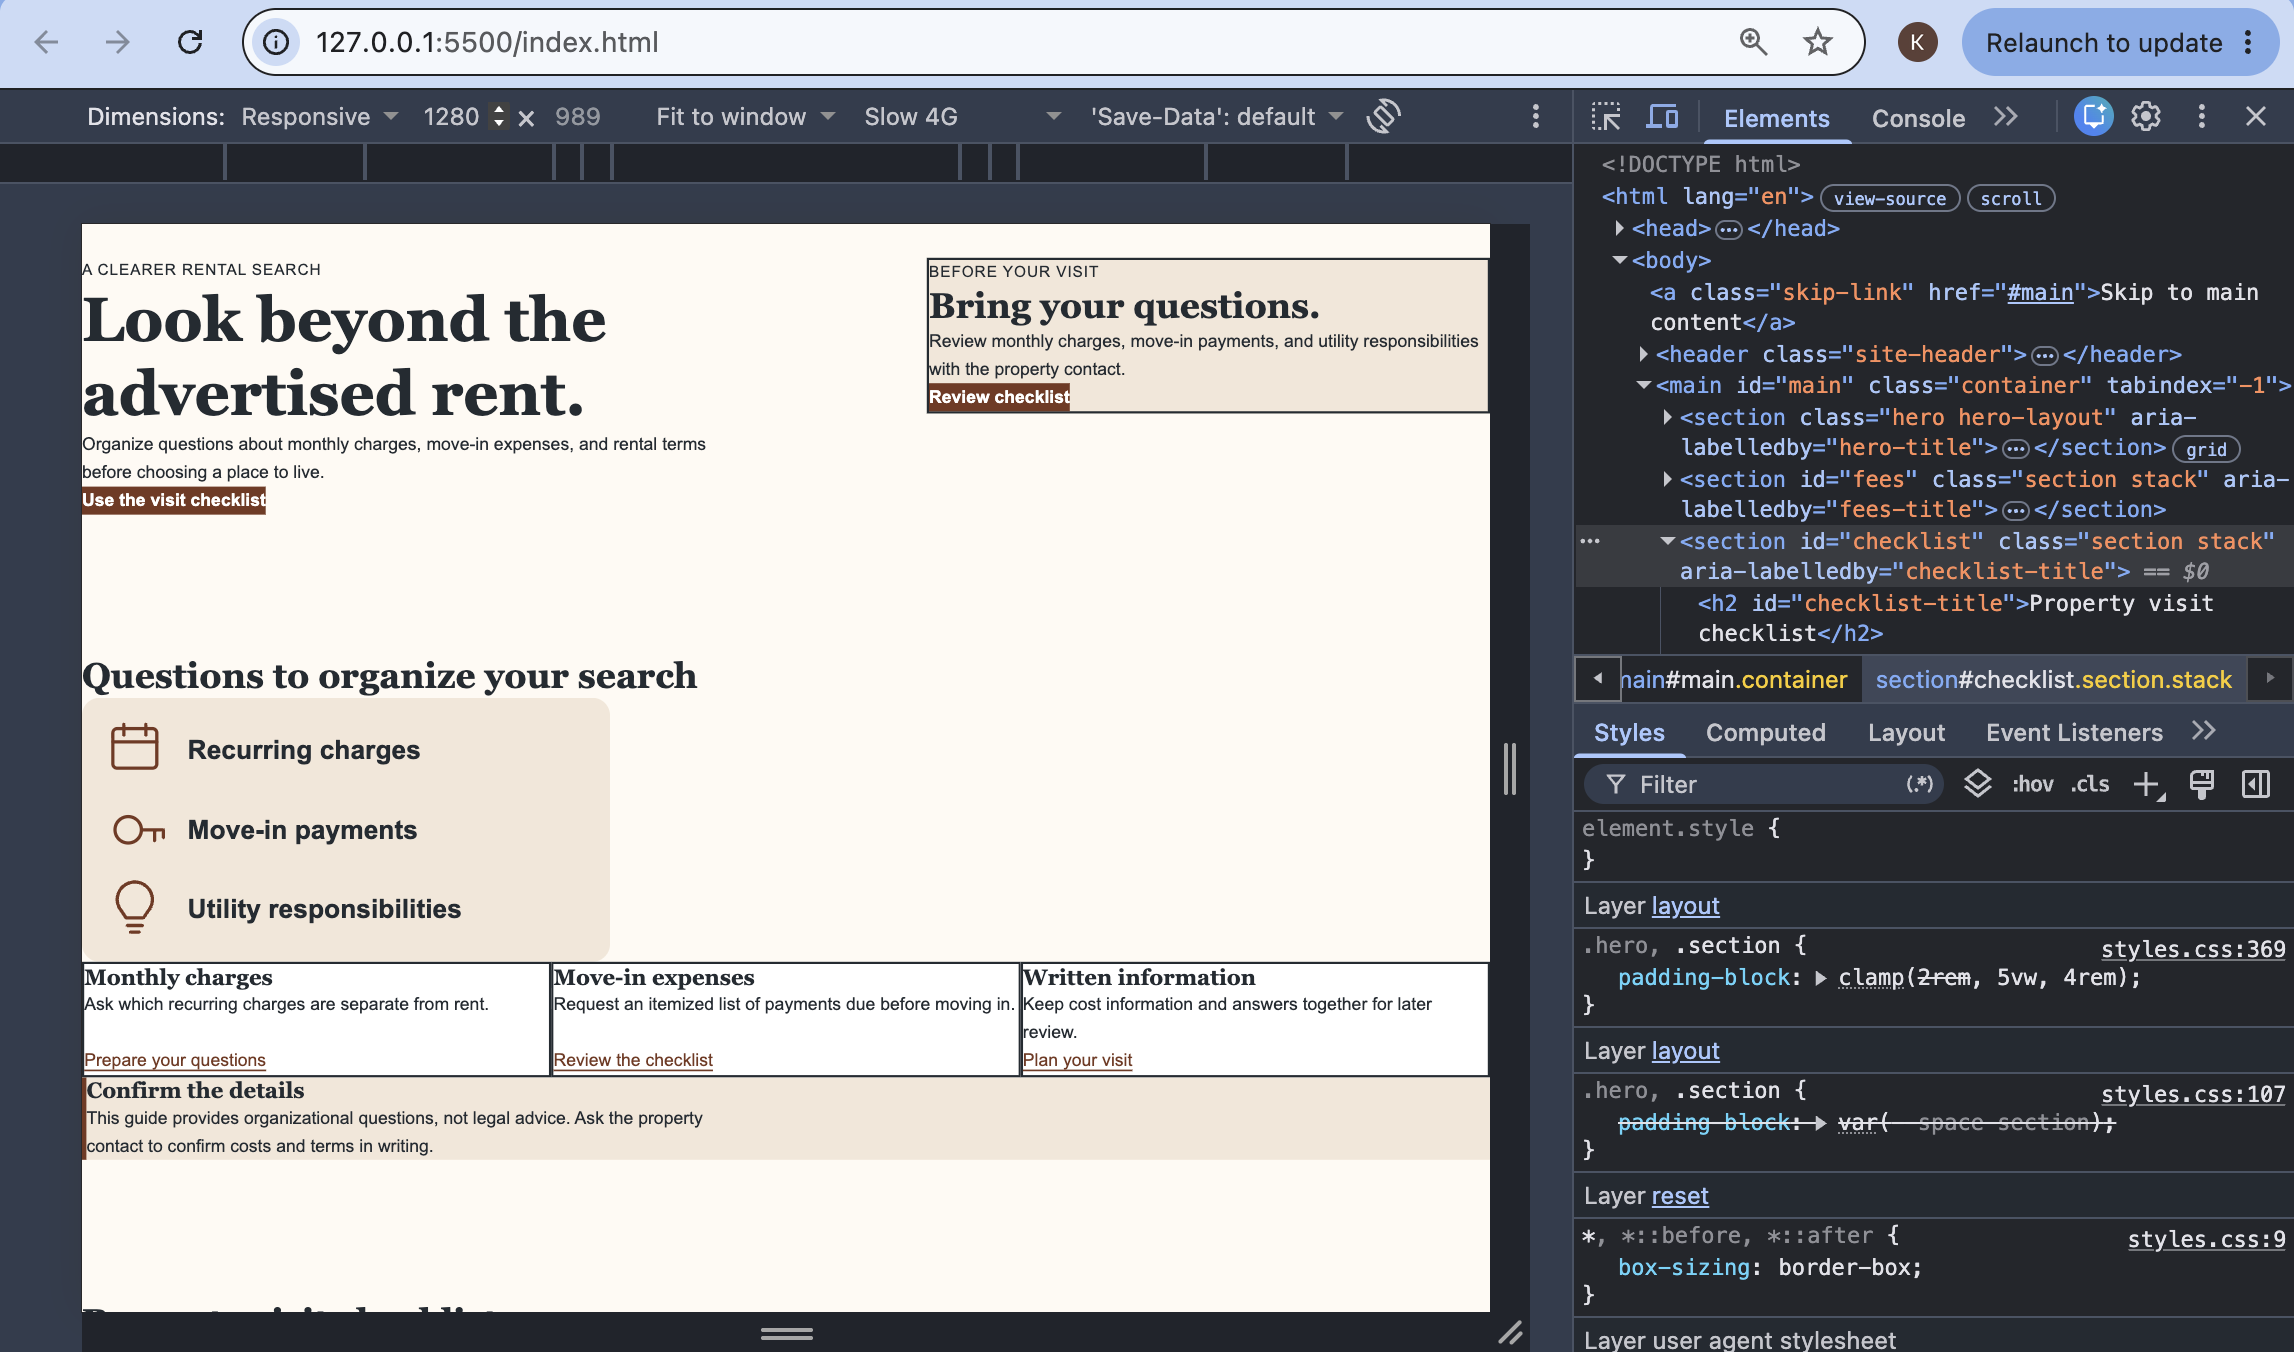 127.0.0.1:5500/index.html
K
Relaunch to update
Dimensions: Responsive 1280 × 989 Fit to window Slow 4G 'Save-Data': default
A CLEARER RENTAL SEARCH
Look beyond the
advertised rent.
Organize questions about monthly charges, move-in expenses, and rental terms
before choosing a place to live.
Use the visit checklist
BEFORE YOUR VISIT
Bring your questions.
Review monthly charges, move-in payments, and utility responsibilities
with the property contact.
Review checklist
Questions to organize your search
Recurring charges
Move-in payments
Utility responsibilities
Monthly charges
Ask which recurring charges are separate from rent.
Prepare your questions
Move-in expenses
Request an itemized list of payments due before moving in.
Review the checklist
Written information
Keep cost information and answers together for later
review.
Plan your visit
Confirm the details
This guide provides organizational questions, not legal advice. Ask the property
contact to confirm costs and terms in writing.
Elements Console
<!DOCTYPE html>
<html lang="en"> view-source scroll
<head> … </head>
<body>
<a class="skip-link" href="#main">Skip to main
content</a>
<header class="site-header"> … </header>
<main id="main" class="container" tabindex="-1">
<section class="hero hero-layout" aria-
labelledby="hero-title"> … </section> grid
<section id="fees" class="section stack" aria-
labelledby="fees-title"> … </section>
<section id="checklist" class="section stack"
aria-labelledby="checklist-title"> == $0
<h2 id="checklist-title">Property visit
checklist</h2>
main#main.container section#checklist.section.stack
Styles Computed Layout Event Listeners
Filter (.*) :hov .cls
element.style {
}
Layer layout
.hero, .section { styles.css:369
padding-block: clamp(2rem, 5vw, 4rem);
}
Layer layout
.hero, .section { styles.css:107
padding-block: var(--space-section);
}
Layer reset
*, *::before, *::after { styles.css:9
box-sizing: border-box;
}
Layer user agent stylesheet